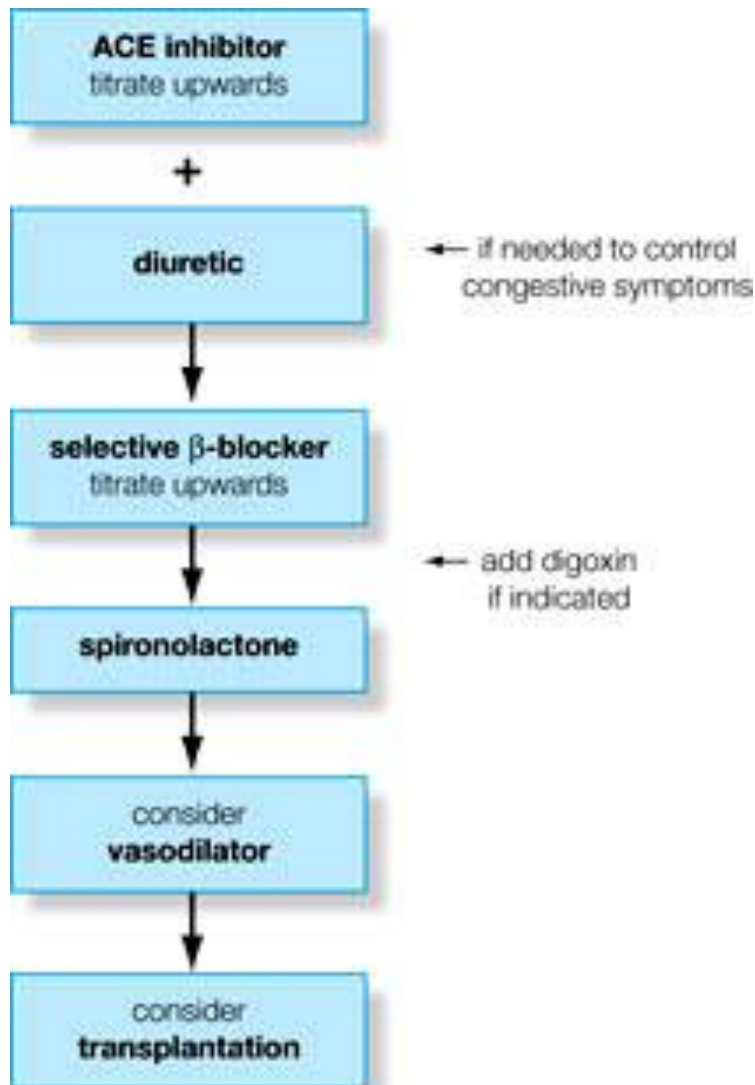 ACE inhibitor
titrate upwards
+
diuretic
← if needed to control
congestive symptoms
selective β-blocker
titrate upwards
← add digoxin
if indicated
spironolactone
consider
vasodilator
consider
transplantation